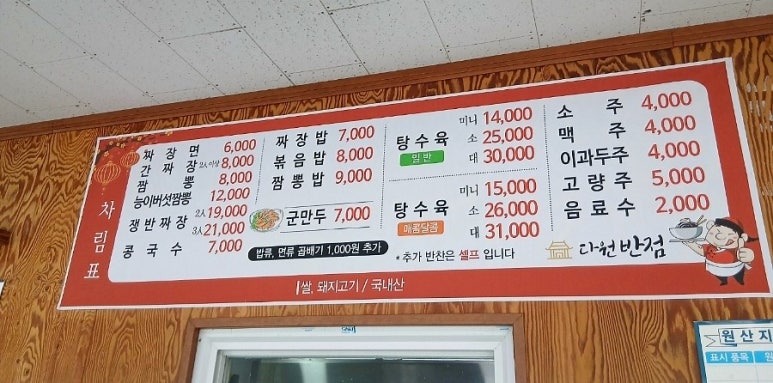 차림표
짜장면 6,000
간짜장 2人이상 8,000
짬뽕 8,000
능이버섯짬뽕 12,000
쟁반짜장 2人 19,000
3人 21,000
콩국수 7,000
짜장밥 7,000
볶음밥 8,000
짬뽕밥 9,000
군만두 7,000
밥류, 면류 곱배기 1,000원 추가
탕수육 일반
미니 14,000
소 25,000
대 30,000
탕수육 매콤달콤
미니 15,000
소 26,000
대 31,000
*추가 반찬은 셀프 입니다
소주 4,000
맥주 4,000
이과두주 4,000
고량주 5,000
음료수 2,000
다원반점
쌀, 돼지고기 / 국내산
원산지
표시품목 원